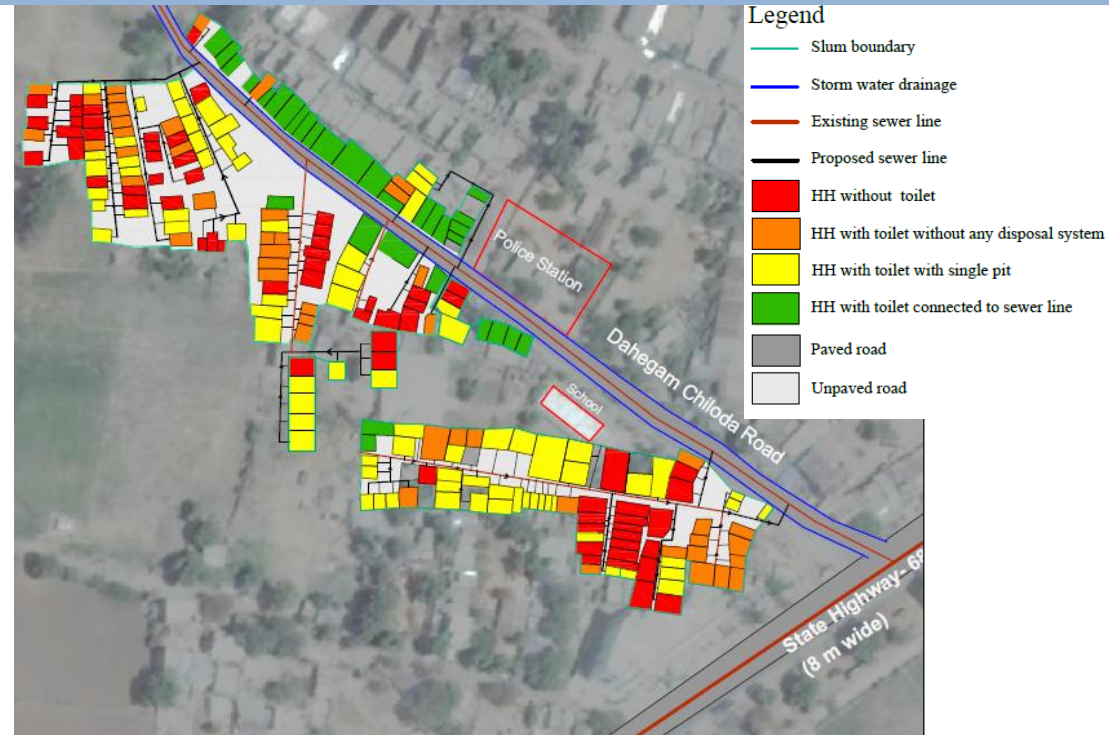 Legend
Slum boundary
Storm water drainage
Existing sewer line
Proposed sewer line
HH without toilet
HH with toilet without any disposal system
HH with toilet with single pit
HH with toilet connected to sewer line
Paved road
Unpaved road
Police Station
Dahegam Chiloda Road
School
State Highway- 68
(8 m wide)